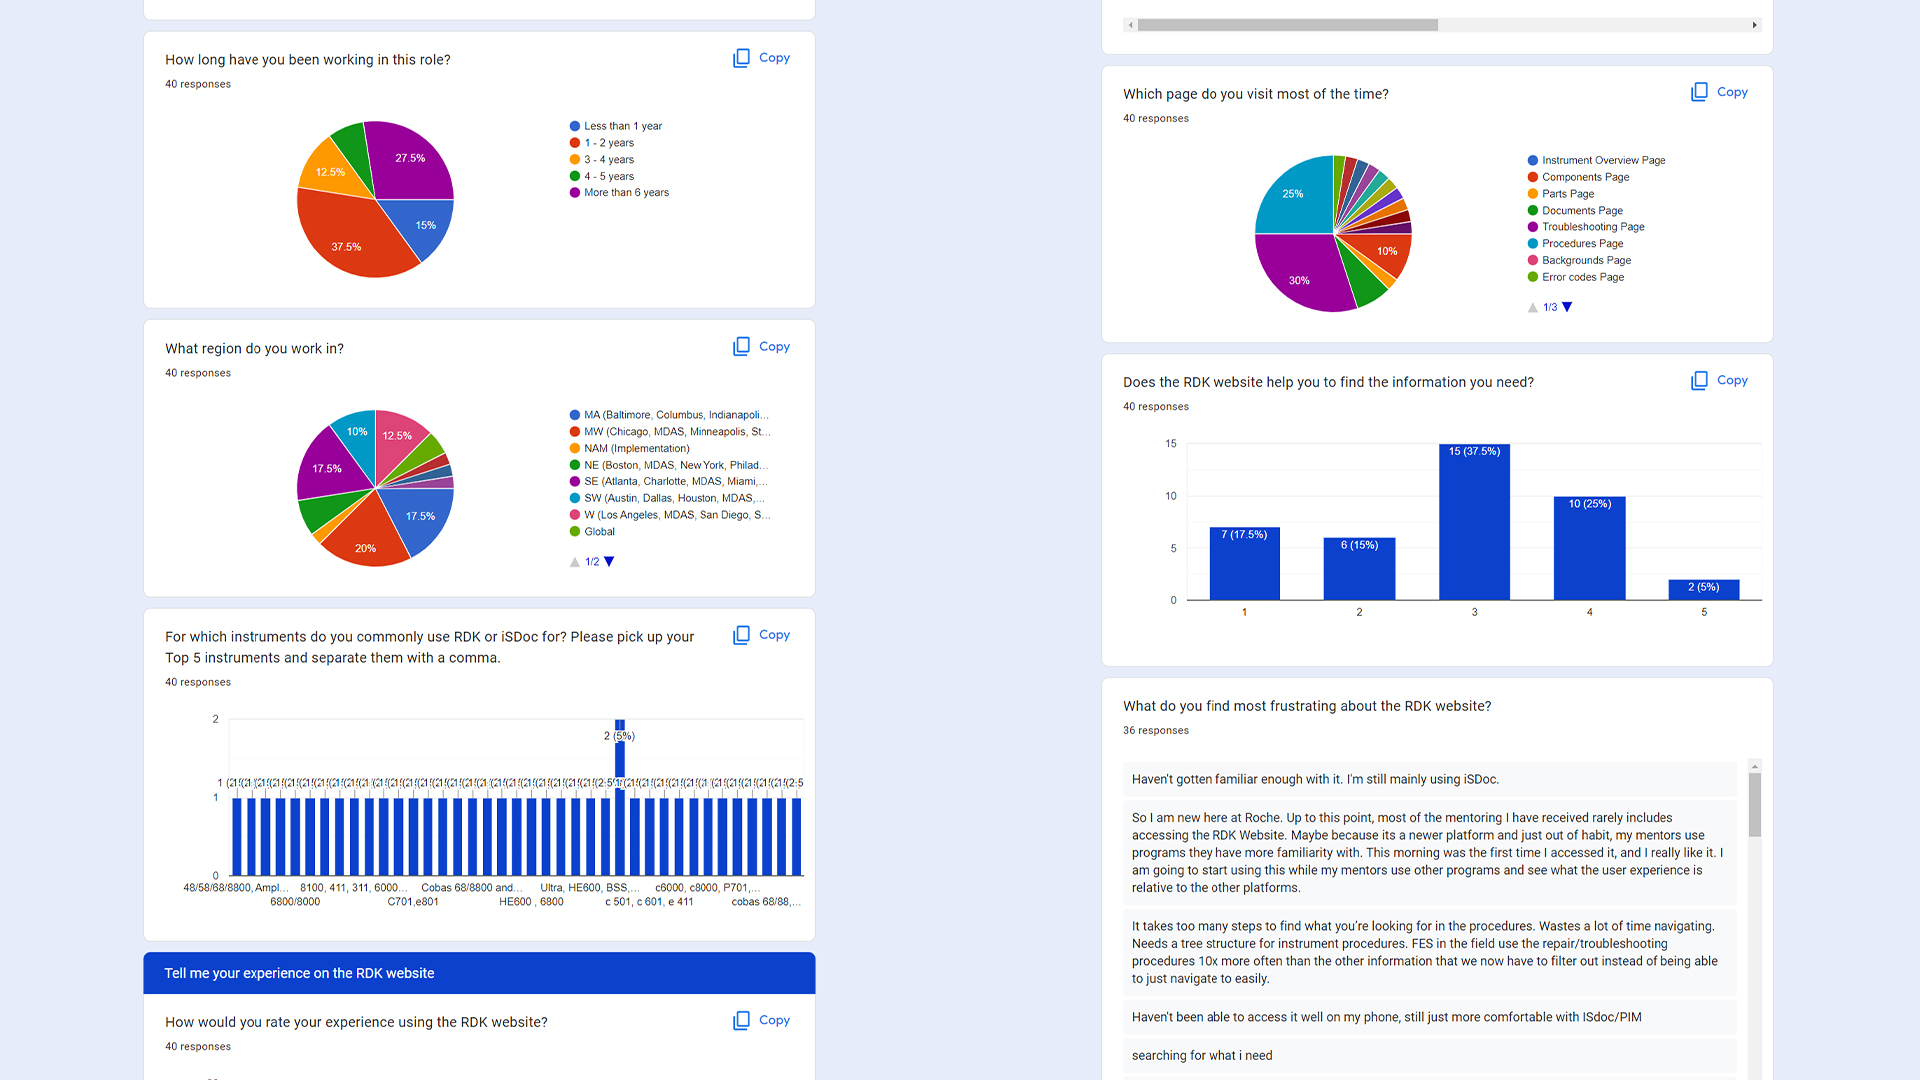 How long have you been working in this role?
Copy
40 responses
27.5%
12.5%
15%
37.5%
Less than 1 year
1 - 2 years
3 - 4 years
4 - 5 years
More than 6 years
What region do you work in?
Copy
40 responses
10%
12.5%
17.5%
17.5%
20%
MA (Baltimore, Columbus, Indianapoli...
MW (Chicago, MDAS, Minneapolis, St...
NAM (Implementation)
NE (Boston, MDAS, New York, Philad...
SE (Atlanta, Charlotte, MDAS, Miami,...
SW (Austin, Dallas, Houston, MDAS,...
W (Los Angeles, MDAS, San Diego, S...
Global
1/2
For which instruments do you commonly use RDK or iSDoc for? Please pick up your
Top 5 instruments and separate them with a comma.
Copy
40 responses
2
2 (5%)
1
0
48/58/68/8800, Ampl... 8100, 411, 311, 6000... Cobas 68/8800 and... Ultra, HE600, BSS,... c6000, c8000, P701,...
6800/8000 C701,e801 HE600 , 6800 c 501, c 601, e 411 cobas 68/88,...
Tell me your experience on the RDK website
How would you rate your experience using the RDK website?
Copy
40 responses
Which page do you visit most of the time?
Copy
40 responses
25%
10%
30%
Instrument Overview Page
Components Page
Parts Page
Documents Page
Troubleshooting Page
Procedures Page
Backgrounds Page
Error codes Page
1/3
Does the RDK website help you to find the information you need?
Copy
40 responses
15
10
5
0
7 (17.5%)
6 (15%)
15 (37.5%)
10 (25%)
2 (5%)
1 2 3 4 5
What do you find most frustrating about the RDK website?
36 responses
Haven't gotten familiar enough with it. I'm still mainly using iSDoc.
So I am new here at Roche. Up to this point, most of the mentoring I have received rarely includes
accessing the RDK Website. Maybe because its a newer platform and just out of habit, my mentors use
programs they have more familiarity with. This morning was the first time I accessed it, and I really like it. I
am going to start using this while my mentors use other programs and see what the user experience is
relative to the other platforms.
It takes too many steps to find what you're looking for in the procedures. Wastes a lot of time navigating.
Needs a tree structure for instrument procedures. FES in the field use the repair/troubleshooting
procedures 10x more often than the other information that we now have to filter out instead of being able
to just navigate to easily.
Haven't been able to access it well on my phone, still just more comfortable with ISdoc/PIM
searching for what i need